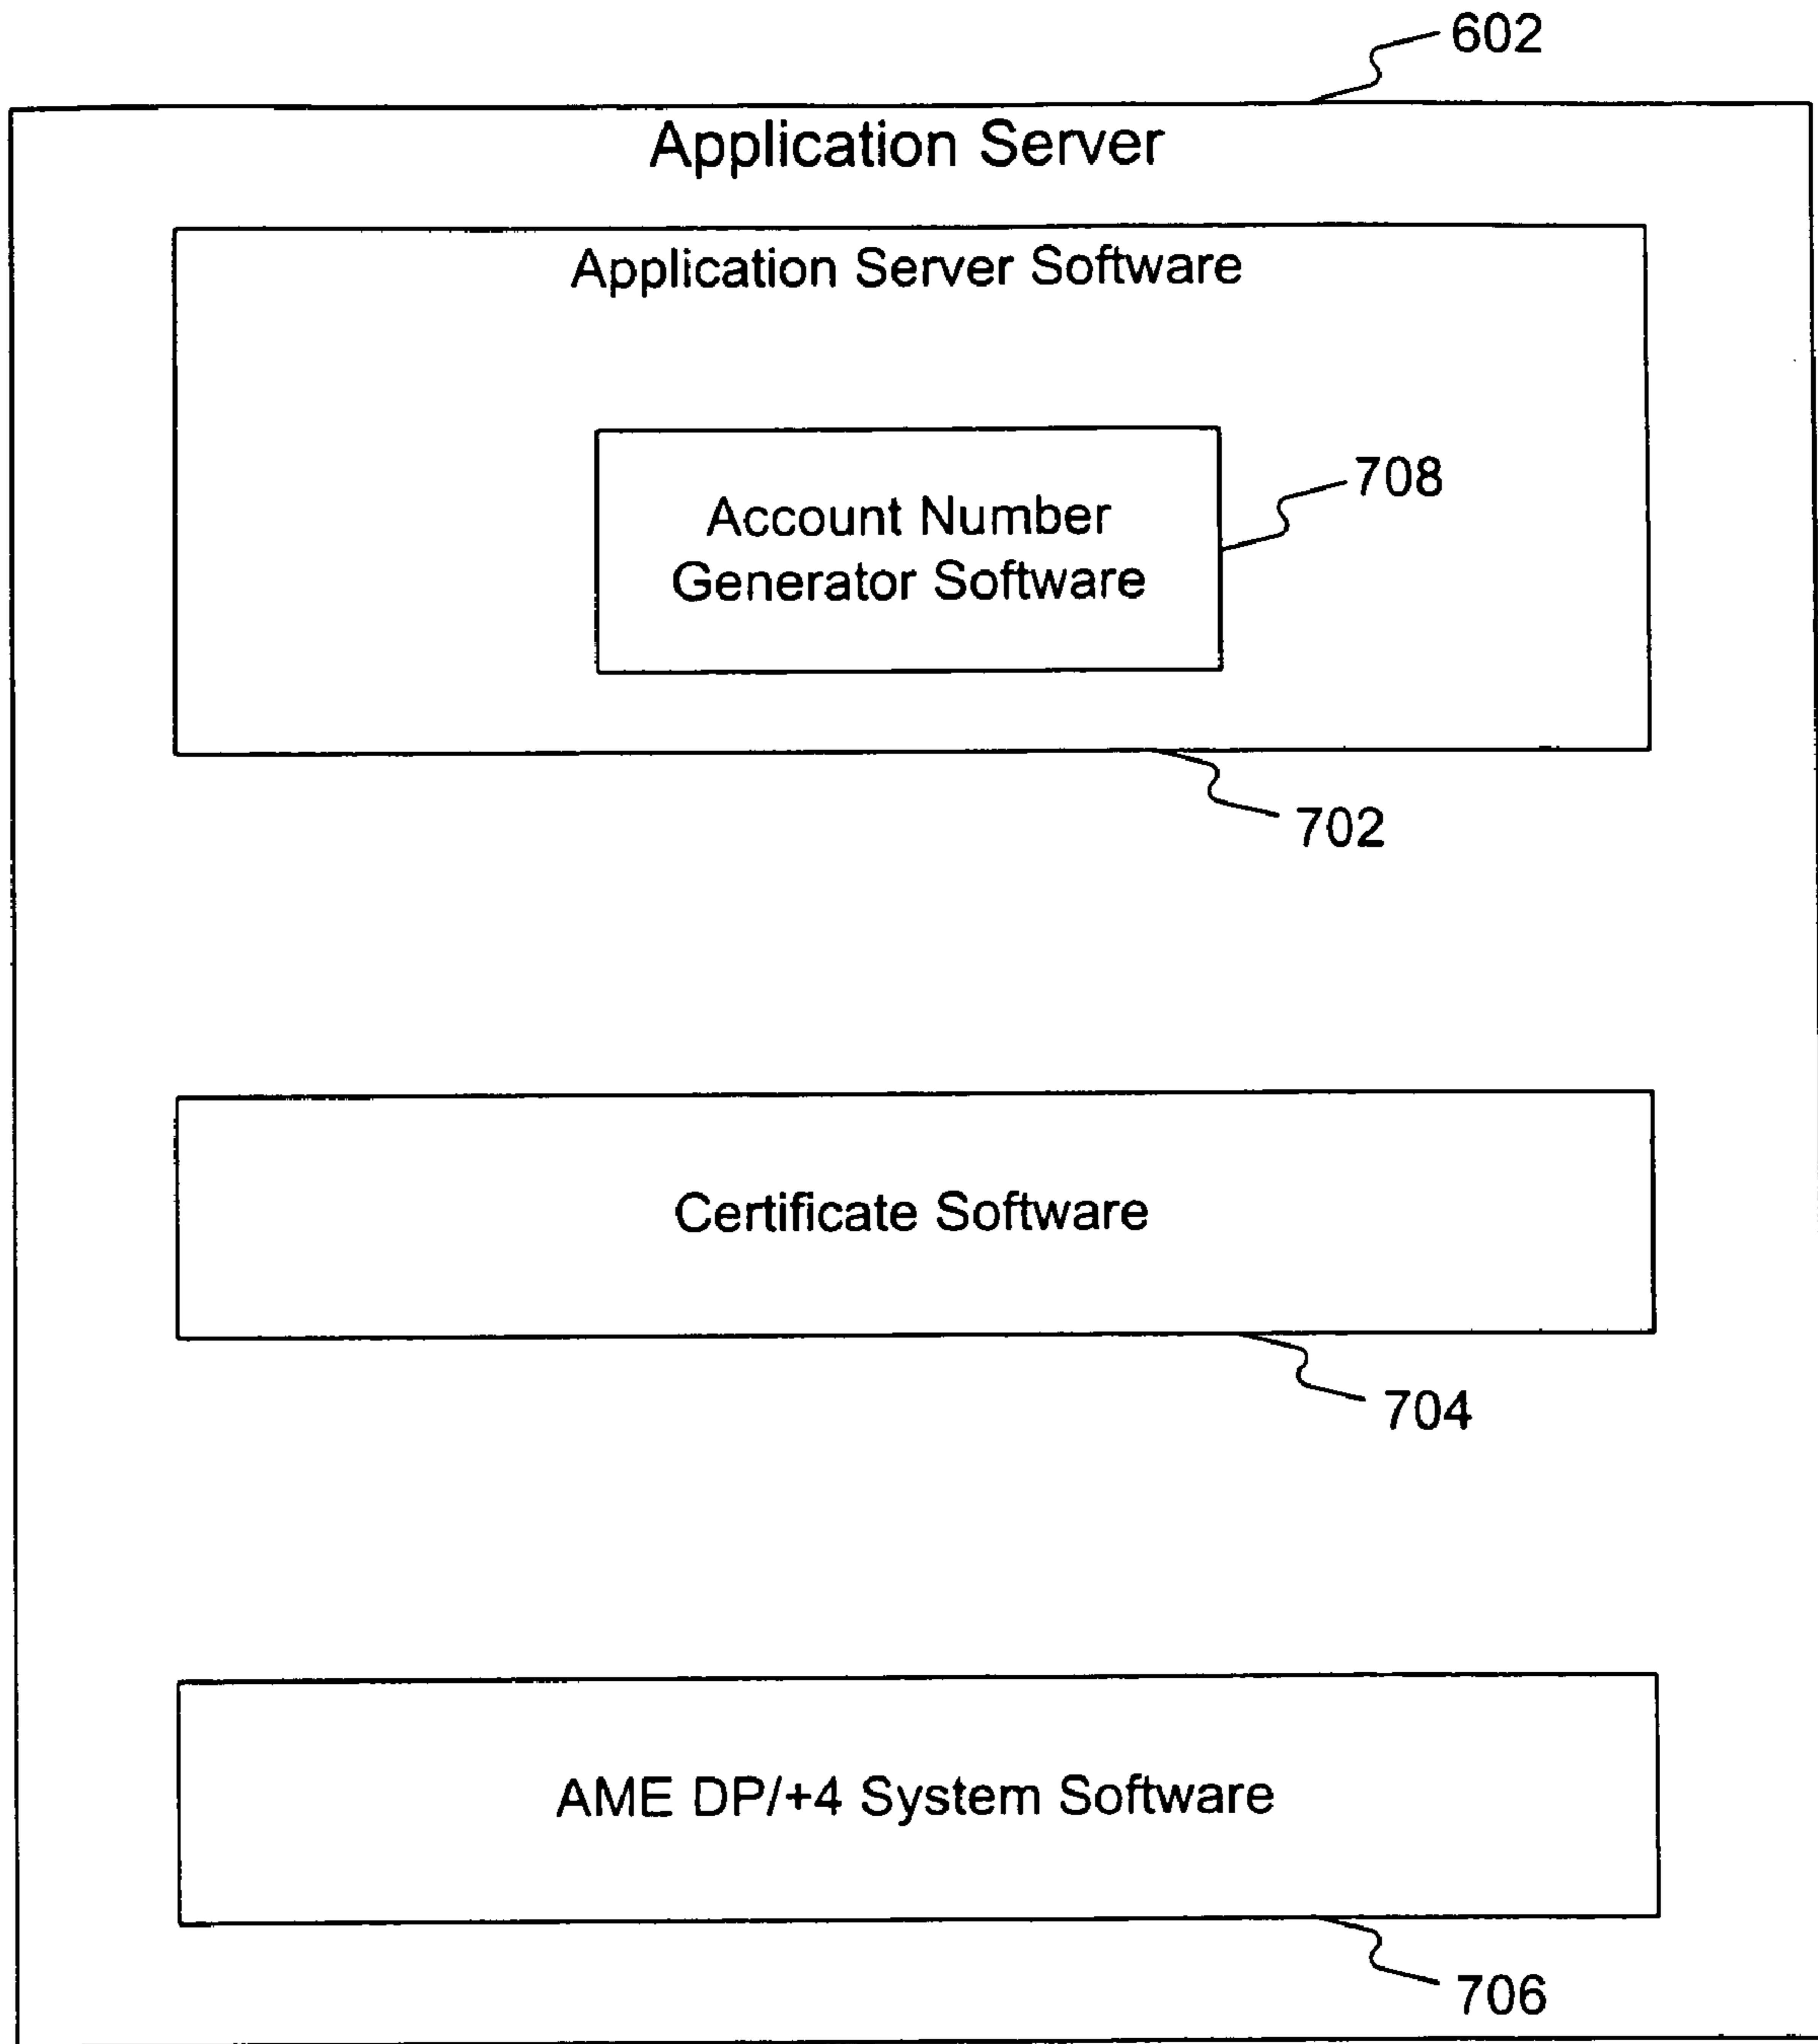 602
Application Server
Application Server Software
708
Account Number
Generator Software
702
Certificate Software
704
AME DP/+4 System Software
706